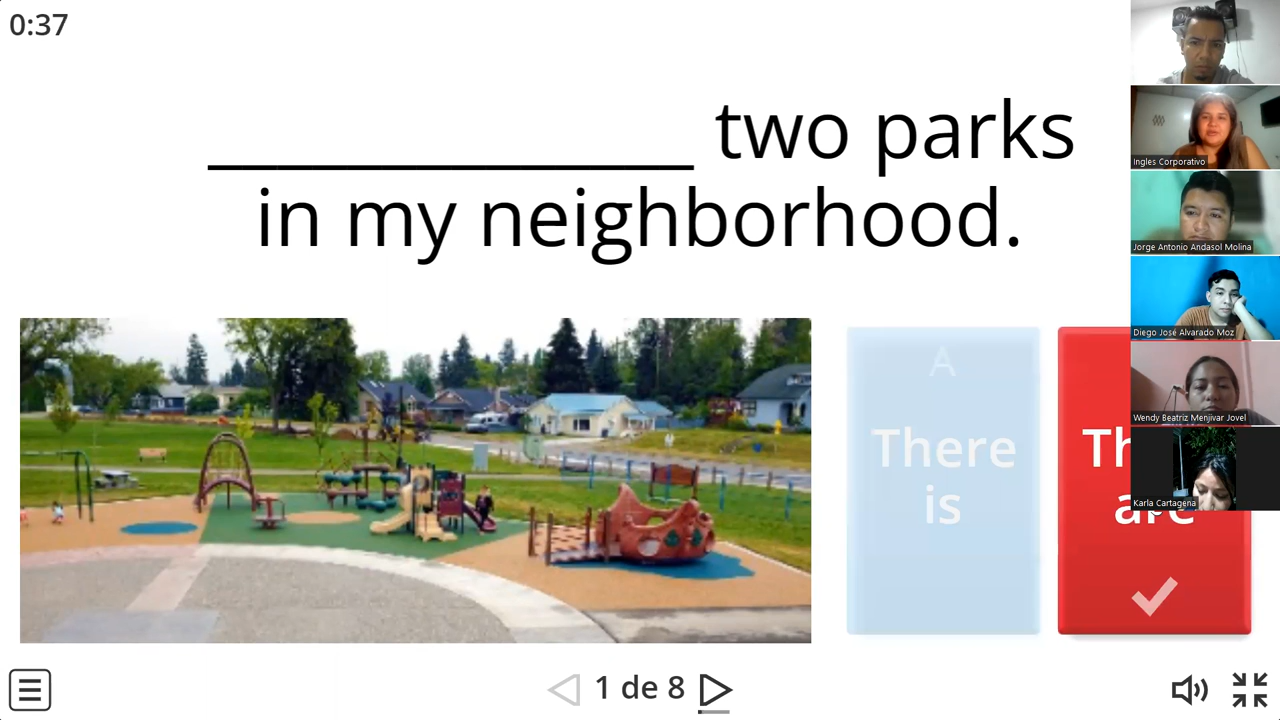 0:37
______________ two parks
in my neighborhood.
A
There
is
Th
are
Ingles Corporativo
Jorge Antonio Andasol Molina
Diego José Alvarado Moz
Wendy Beatriz Menjivar Jovel
Karla Cartagena
1 de 8